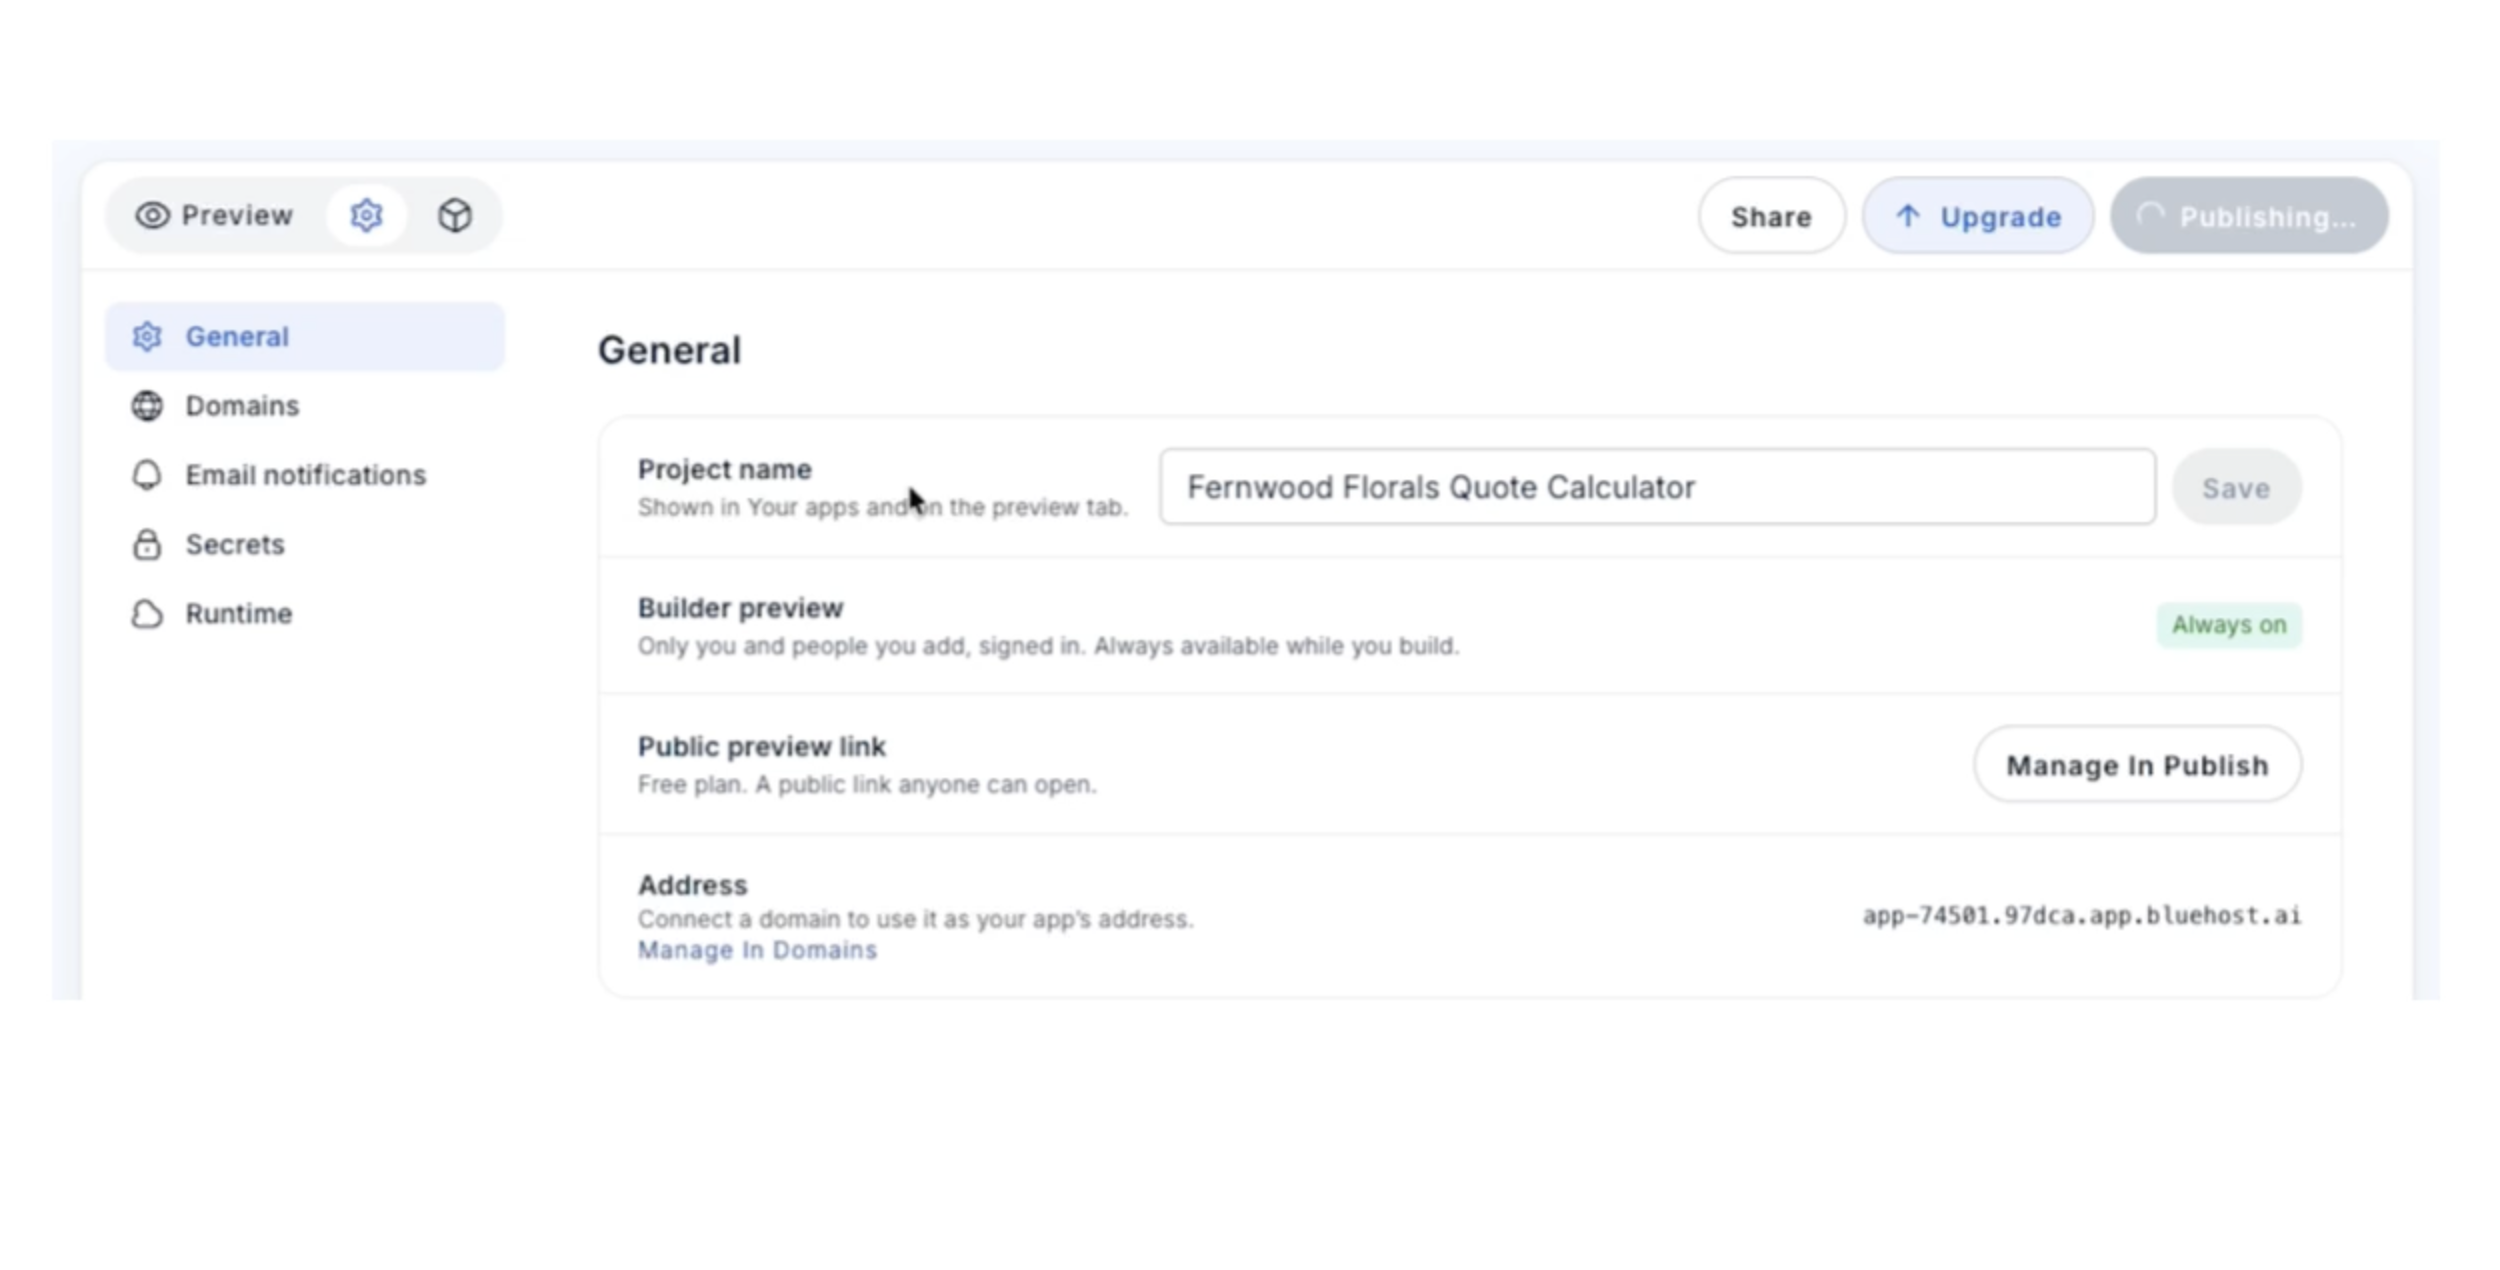 Preview
Share
Upgrade
Publishing...
General
Domains
Email notifications
Secrets
Runtime
General
Project name
Shown in Your apps and on the preview tab.
Fernwood Florals Quote Calculator
Save
Builder preview
Only you and people you add, signed in. Always available while you build.
Always on
Public preview link
Free plan. A public link anyone can open.
Manage In Publish
Address
Connect a domain to use it as your app's address.
Manage In Domains
app-74501.97dca.app.bluehost.ai